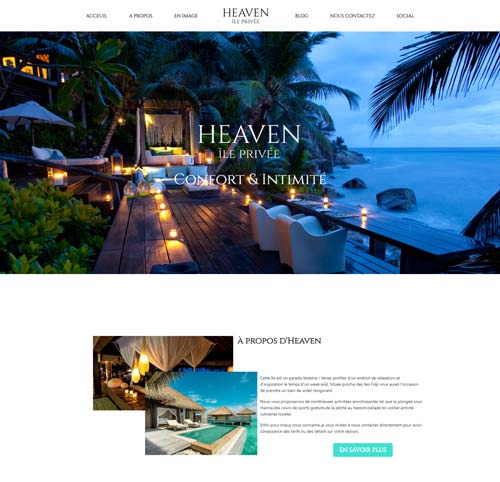 ACCEUIL A PROPOS EN IMAGE HEAVEN ÎLE PRIVÉE BLOG NOUS CONTACTEZ SOCIAL
HEAVEN
ÎLE PRIVÉE
Confort & Intimité
À propos d'Heaven
Cette île est un paradis terrestre ! Venez profiter d'un endroit de relaxation et
d'inspiration le temps d'un week end. Située proche des îles Fidji vous aurez l'occasion
de prendre un bain de soleil revigorant.
Nous vous proposerons de nombreuses activités enrichissantes tel que la plongée sous
marine,des cours de sports gratuits,de la pêche au harpon,ballade en voilier,activité
culinaires locales
Enfin pour mieux nous connaitre je vous invites à nous contacter directement pour avoir
connaissance des tarifs ou des détails sur votre séjours.
EN SAVOIR PLUS